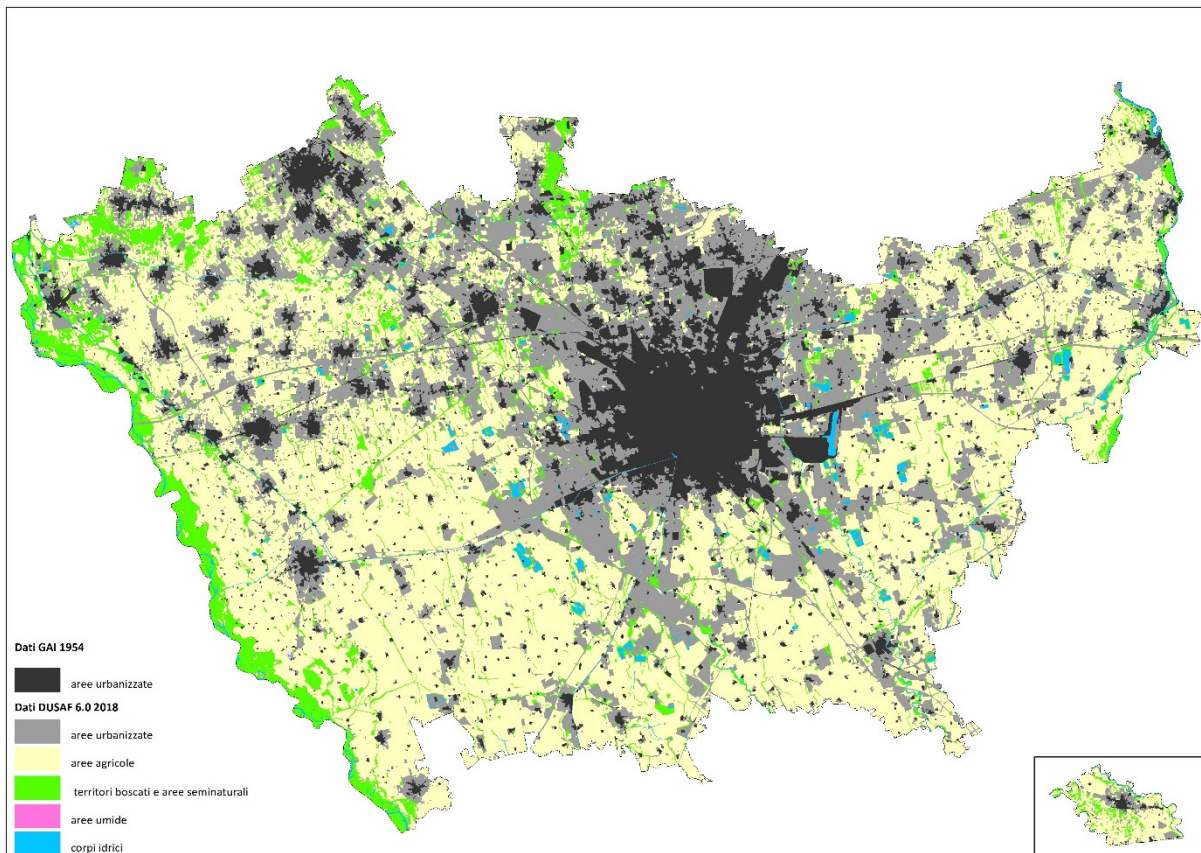 Dati GAI 1954
aree urbanizzate
Dati DUSAF 6.0 2018
aree urbanizzate
aree agricole
territori boscati e aree seminaturali
aree umide
corpi idrici